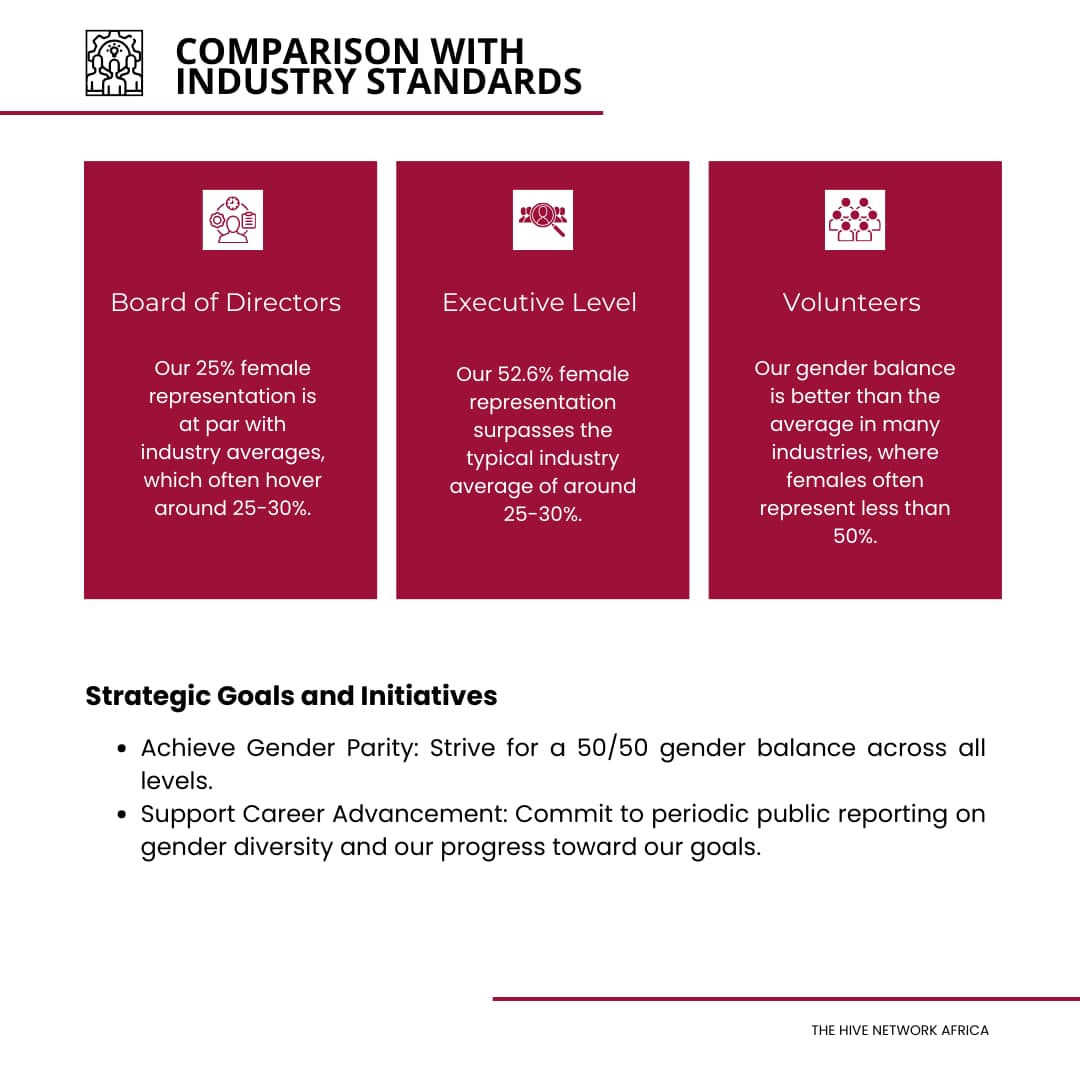 COMPARISON WITH
INDUSTRY STANDARDS
Board of Directors
Our 25% female
representation is
at par with
industry averages,
which often hover
around 25-30%.
Executive Level
Our 52.6% female
representation
surpasses the
typical industry
average of around
25-30%.
Volunteers
Our gender balance
is better than the
average in many
industries, where
females often
represent less than
50%.
Strategic Goals and Initiatives
• Achieve Gender Parity: Strive for a 50/50 gender balance across all
levels.
• Support Career Advancement: Commit to periodic public reporting on
gender diversity and our progress toward our goals.
THE HIVE NETWORK AFRICA